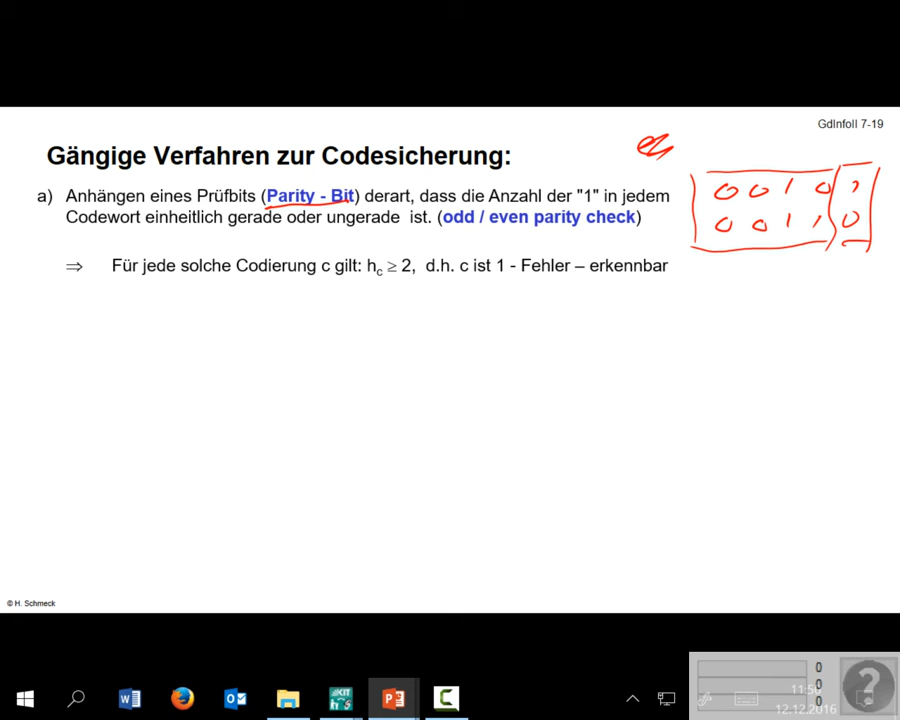 GdInfoII 7-19
Gängige Verfahren zur Codesicherung:
a) Anhängen eines Prüfbits (Parity - Bit) derart, dass die Anzahl der "1" in jedem
Codewort einheitlich gerade oder ungerade ist. (odd / even parity check)
0 0 1 0 1
0 0 1 1 0
⇒ Für jede solche Codierung c gilt: hc ≥ 2, d.h. c ist 1 - Fehler – erkennbar
© H. Schmeck
0
0
0
11:56
12.12.2016